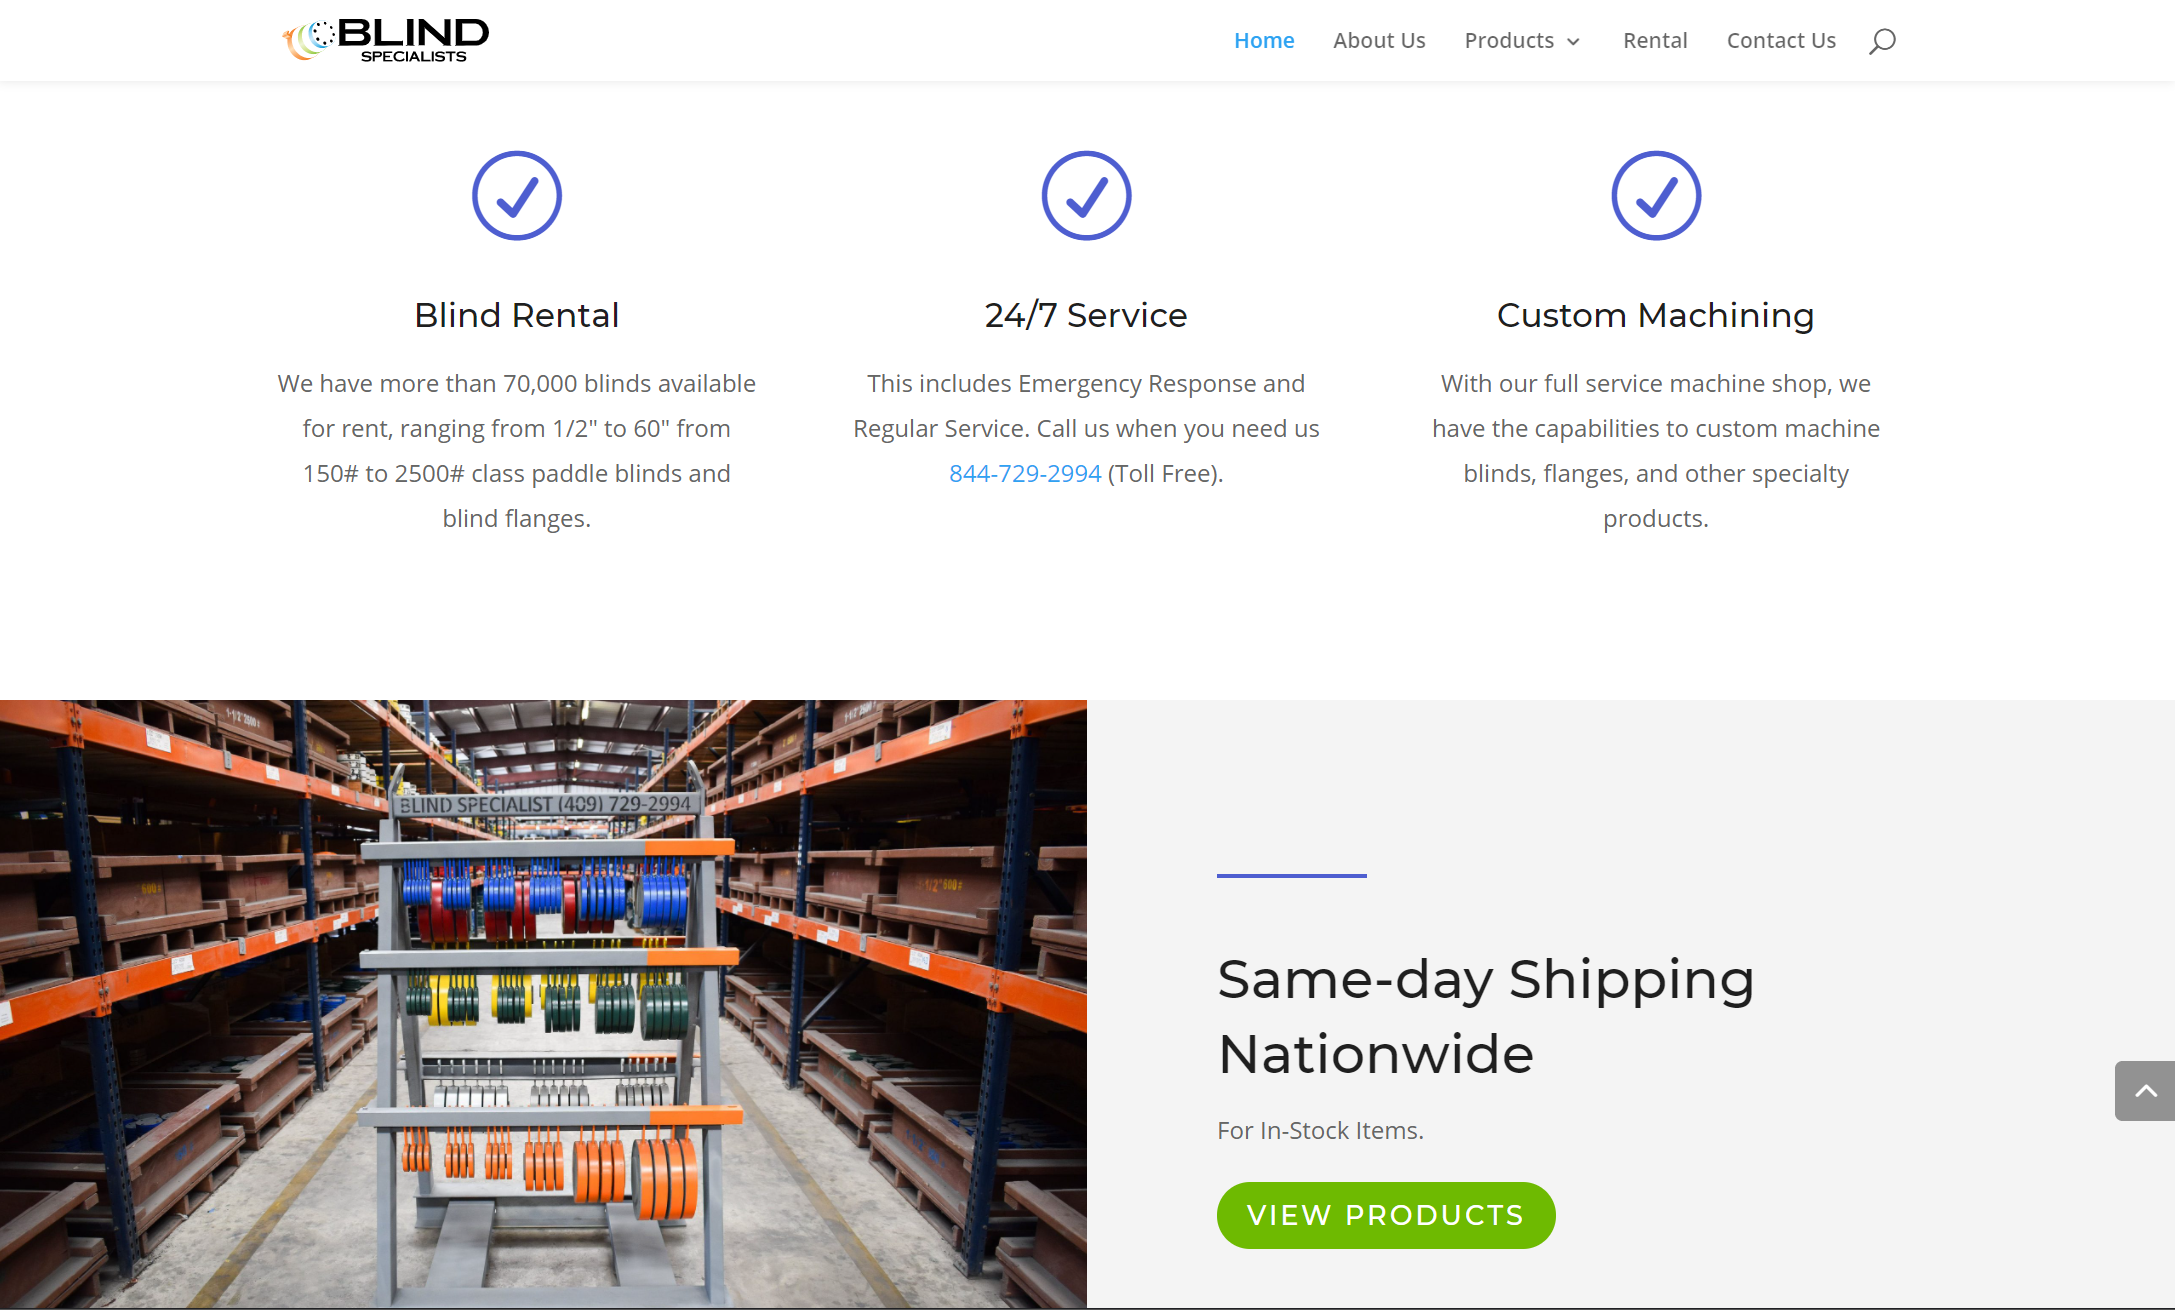 BLIND
SPECIALISTS
Home
About Us
Products
Rental
Contact Us
Blind Rental
We have more than 70,000 blinds available
for rent, ranging from 1/2" to 60" from
150# to 2500# class paddle blinds and
blind flanges.
24/7 Service
This includes Emergency Response and
Regular Service. Call us when you need us
844-729-2994 (Toll Free).
Custom Machining
With our full service machine shop, we
have the capabilities to custom machine
blinds, flanges, and other specialty
products.
BLIND SPECIALIST (409) 729-2994
600#
Same-day Shipping
Nationwide
For In-Stock Items.
VIEW PRODUCTS